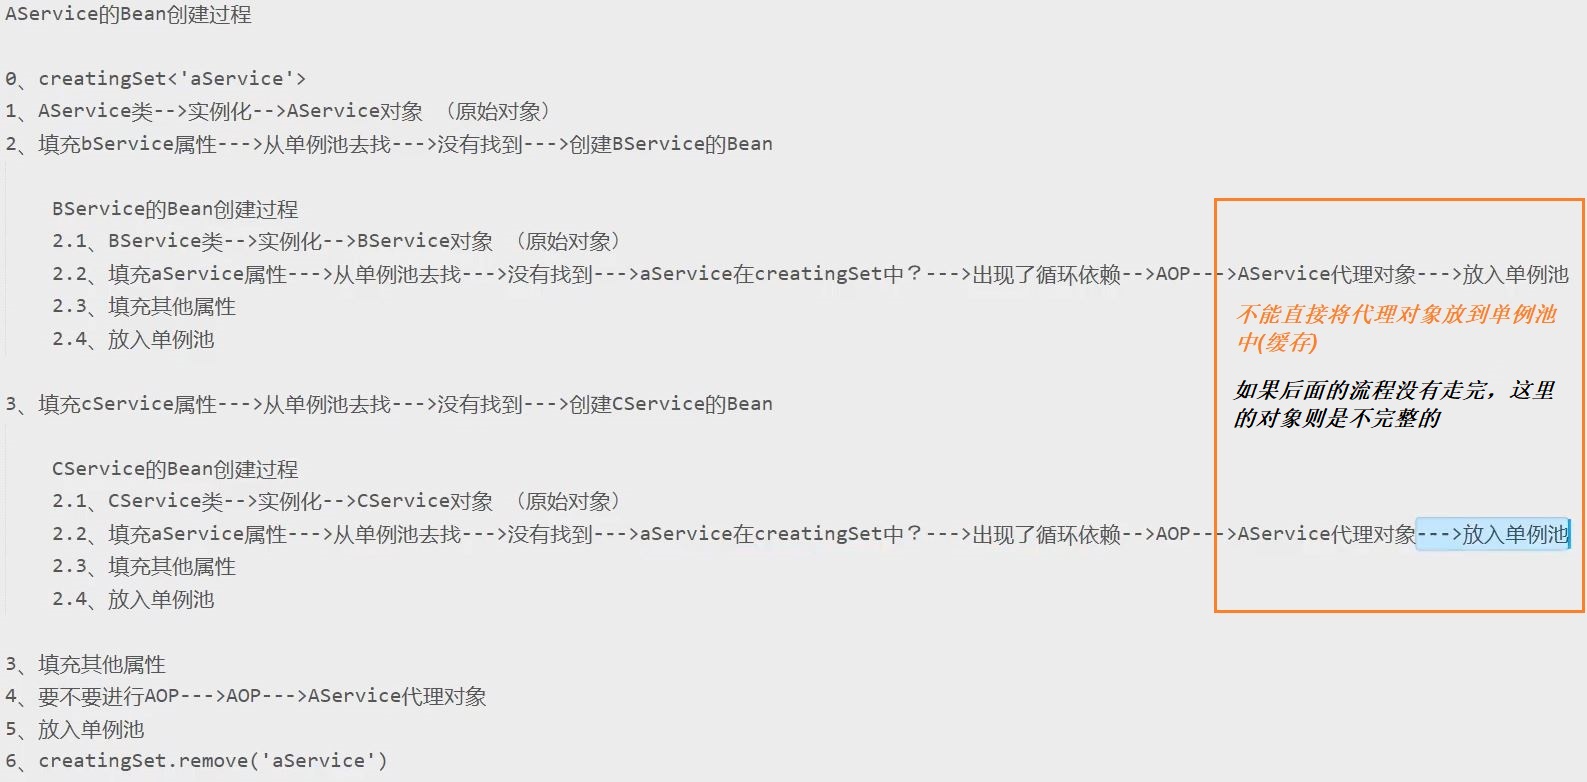 AService的Bean创建过程
0、creatingSet<'aService'>
1、AService类-->实例化-->AService对象 （原始对象）
2、填充bService属性--->从单例池去找--->没有找到--->创建BService的Bean
BService的Bean创建过程
2.1、BService类-->实例化-->BService对象 （原始对象）
2.2、填充aService属性--->从单例池去找--->没有找到--->aService在creatingSet中？--->出现了循环依赖-->AOP--->AService代理对象--->放入单例池
2.3、填充其他属性
不能直接将代理对象放到单例池
中(缓存)
2.4、放入单例池
如果后面的流程没有走完，这里
的对象则是不完整的
3、填充cService属性--->从单例池去找--->没有找到--->创建CService的Bean
CService的Bean创建过程
2.1、CService类-->实例化-->CService对象 （原始对象）
2.2、填充aService属性--->从单例池去找--->没有找到--->aService在creatingSet中？--->出现了循环依赖-->AOP--->AService代理对象--->放入单例池
2.3、填充其他属性
2.4、放入单例池
3、填充其他属性
4、要不要进行AOP--->AOP--->AService代理对象
5、放入单例池
6、creatingSet.remove('aService')